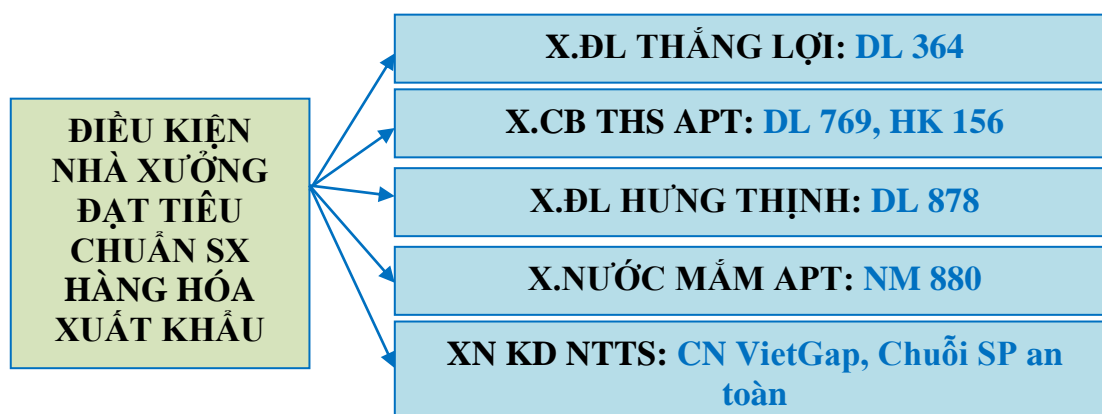 ĐIỀU KIỆN
NHÀ XƯỞNG
ĐẠT TIÊU
CHUẨN SX
HÀNG HÓA
XUẤT KHẨU
X.ĐL THẮNG LỢI: DL 364
X.CB THS APT: DL 769, HK 156
X.ĐL HƯNG THỊNH: DL 878
X.NƯỚC MẮM APT: NM 880
XN KD NTTS: CN VietGap, Chuỗi SP an
toàn